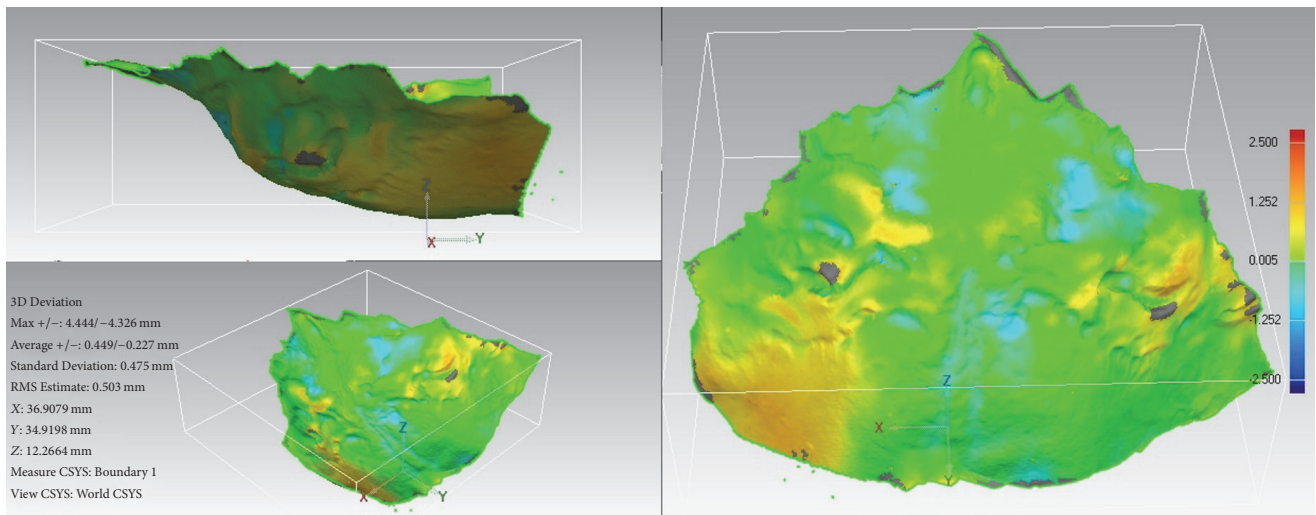 Z
X Y
3D Deviation
Max +/−: 4.444/−4.326 mm
Average +/−: 0.449/−0.227 mm
Standard Deviation: 0.475 mm
RMS Estimate: 0.503 mm
X: 36.9079 mm
Y: 34.9198 mm
Z: 12.2664 mm
Measure CSYS: Boundary 1
View CSYS: World CSYS
Z
X Y
Z
X
Y
2.500
1.252
0.005
-1.252
-2.500